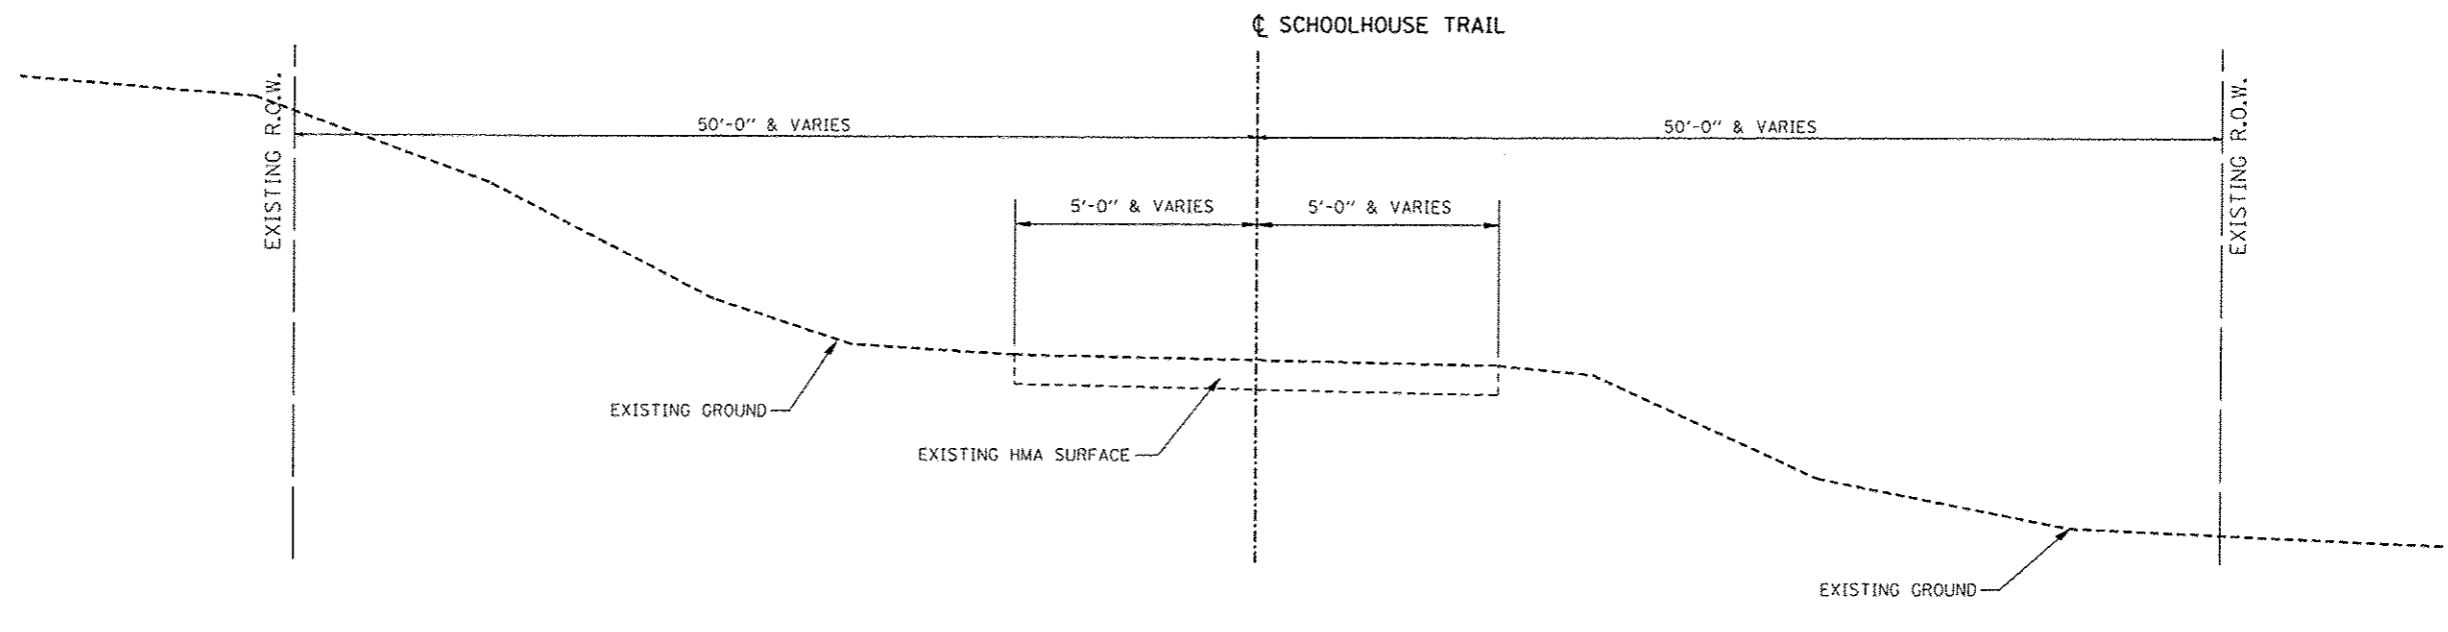 ℄ SCHOOLHOUSE TRAIL
EXISTING R.O.W.
50'-0" & VARIES
50'-0" & VARIES
EXISTING R.O.W.
5'-0" & VARIES
5'-0" & VARIES
EXISTING GROUND
EXISTING HMA SURFACE
EXISTING GROUND